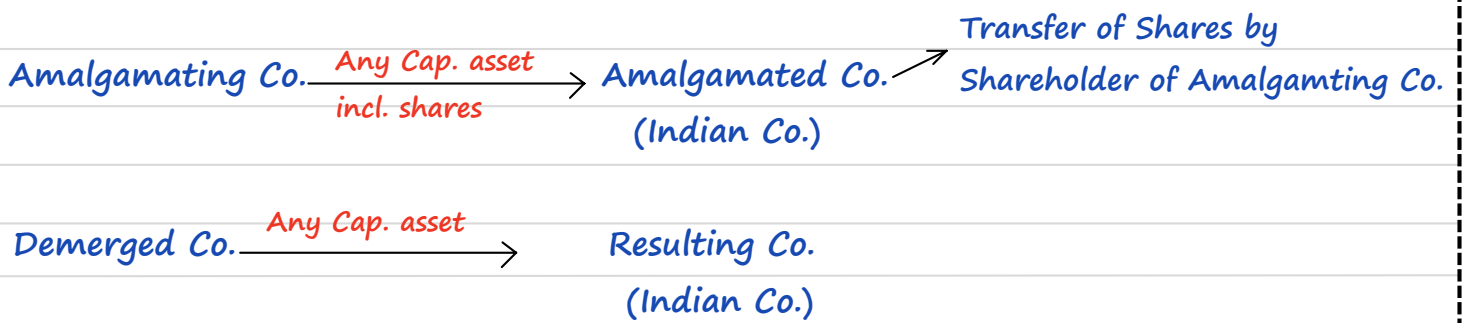 Transfer of Shares by
Amalgamating Co. Any Cap. asset Amalgamated Co. Shareholder of Amalgamting Co.
incl. shares
(Indian Co.)
Any Cap. asset
Demerged Co. Resulting Co.
(Indian Co.)